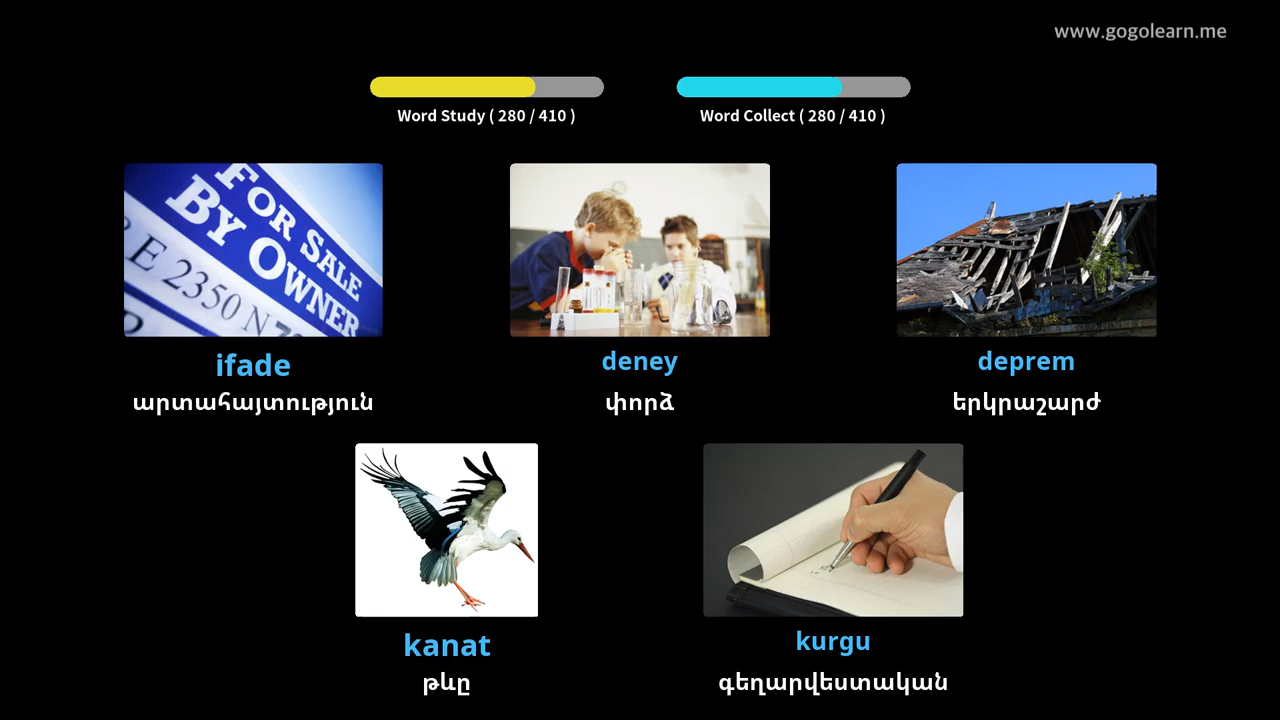 www.gogolearn.me
Word Study ( 280 / 410 )
Word Collect ( 280 / 410 )
FOR SALE
BY OWNER
E 2350 N
ifade
deney
deprem
արտահայտություն
փորձ
երկրաշարժ
kanat
kurgu
թևը
գեղարվեստական